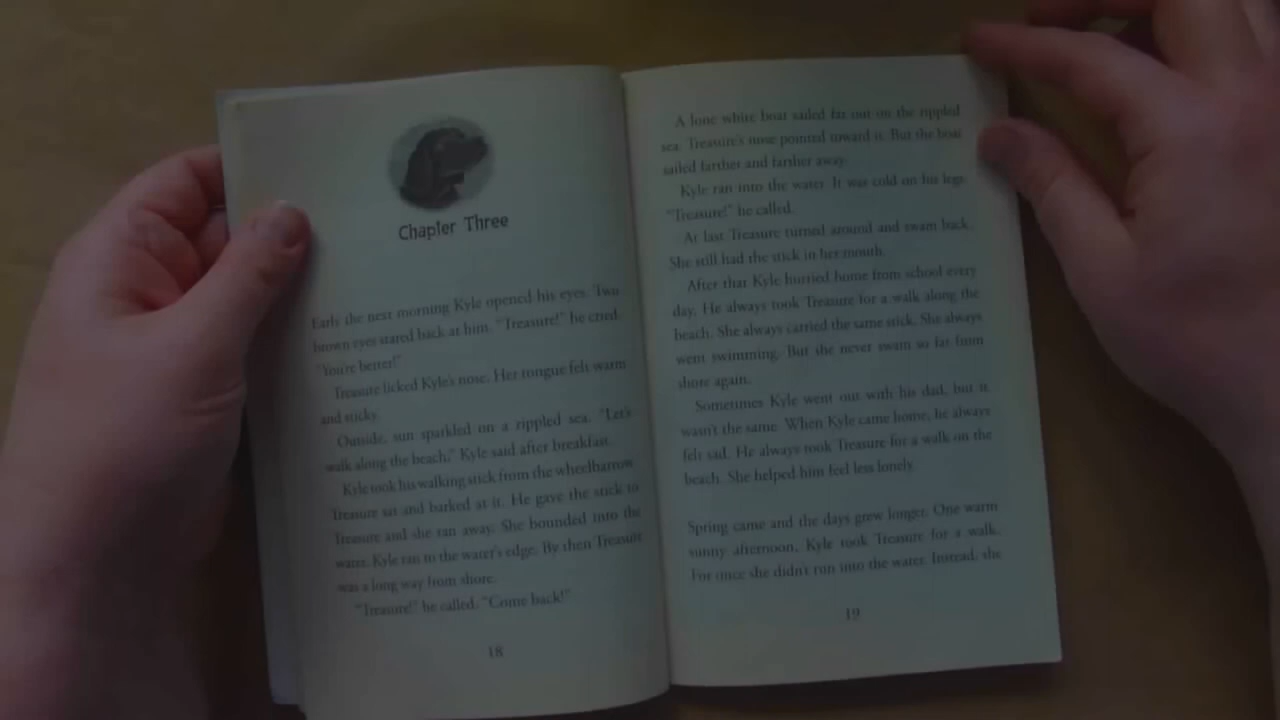 Chapter Three
Early the next morning Kyle opened his eyes. Two
brown eyes stared back at him. “Treasure!” he cried.
“You're better!”
Treasure licked Kyle's nose. Her tongue felt warm
and sticky.
Outside, sun sparkled on a rippled sea. “Let's
walk along the beach,” Kyle said after breakfast.
Kyle took his walking stick from the wheelbarrow.
Treasure sat and barked at it. He gave the stick to
Treasure and she ran away. She bounded into the
water. Kyle ran to the water's edge. By then Treasure
was a long way from shore.
“Treasure!” he called. “Come back!”
18
A lone white boat sailed far out on the rippled
sea. Treasure's nose pointed toward it. But the boat
sailed farther and farther away.
Kyle ran into the water. It was cold on his legs.
“Treasure!” he called.
At last Treasure turned around and swam back.
She still had the stick in her mouth.
After that Kyle hurried home from school every
day. He always took Treasure for a walk along the
beach. She always carried the same stick. She always
went swimming. But she never swam so far from
shore again.
Sometimes Kyle went out with his dad, but it
wasn't the same. When Kyle came home, he always
felt sad. He always took Treasure for a walk on the
beach. She helped him feel less lonely.
Spring came and the days grew longer. One warm
sunny afternoon, Kyle took Treasure for a walk.
For once she didn't run into the water. Instead, she
19